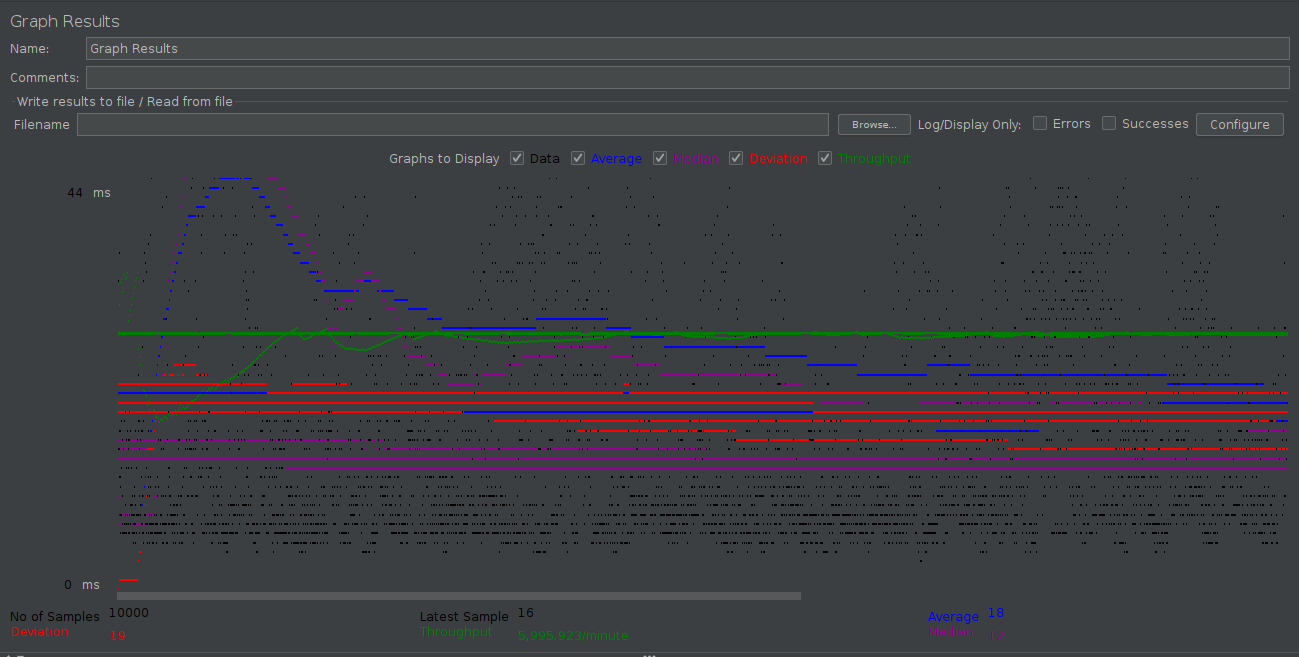 Graph Results
Name: Graph Results
Comments:
Write results to file / Read from file
Filename Browse... Log/Display Only: Errors Successes Configure
Graphs to Display Data Average Median Deviation Throughput
44 ms
0 ms
No of Samples 10000 Latest Sample 16 Average 18
Deviation 19 Throughput 5,995.923/minute Median